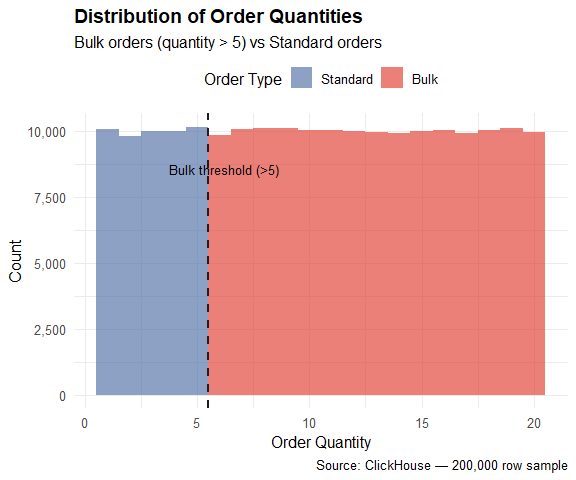 Distribution of Order Quantities
Bulk orders (quantity > 5) vs Standard orders
Order Type Standard Bulk
10,000
7,500
5,000
2,500
0
Count
Bulk threshold (>5)
0 5 10 15 20
Order Quantity
Source: ClickHouse — 200,000 row sample